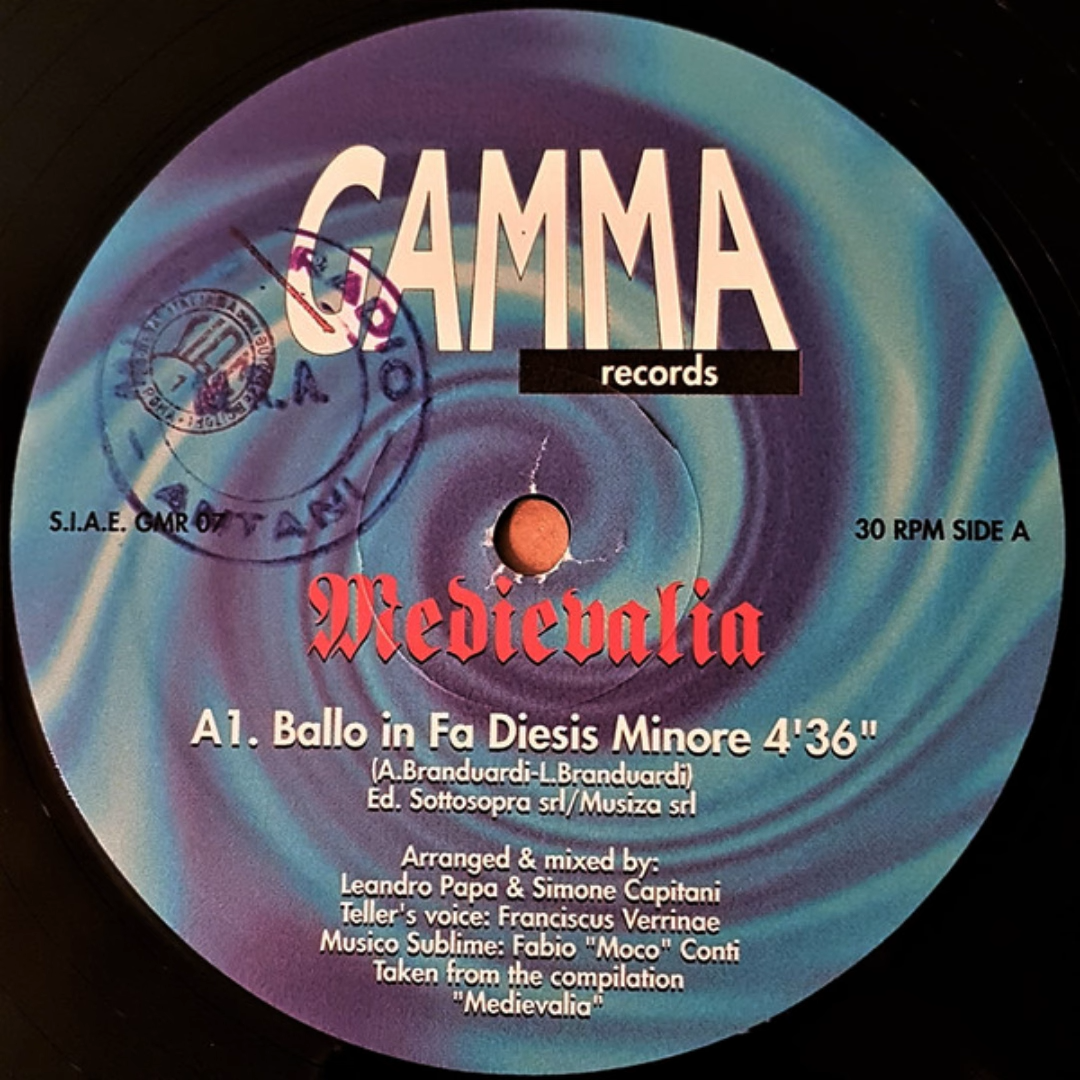 GAMMA
records
RADIO
ANTANI
S.I.A.E. GMR 07
30 RPM SIDE A
Medievalia
A1. Ballo in Fa Diesis Minore 4'36"
(A.Branduardi-L.Branduardi)
Ed. Sottosopra srl/Musiza srl
Arranged & mixed by:
Leandro Papa & Simone Capitani
Teller's voice: Franciscus Verrinae
Musico Sublime: Fabio "Moco" Conti
Taken from the compilation
"Medievalia"